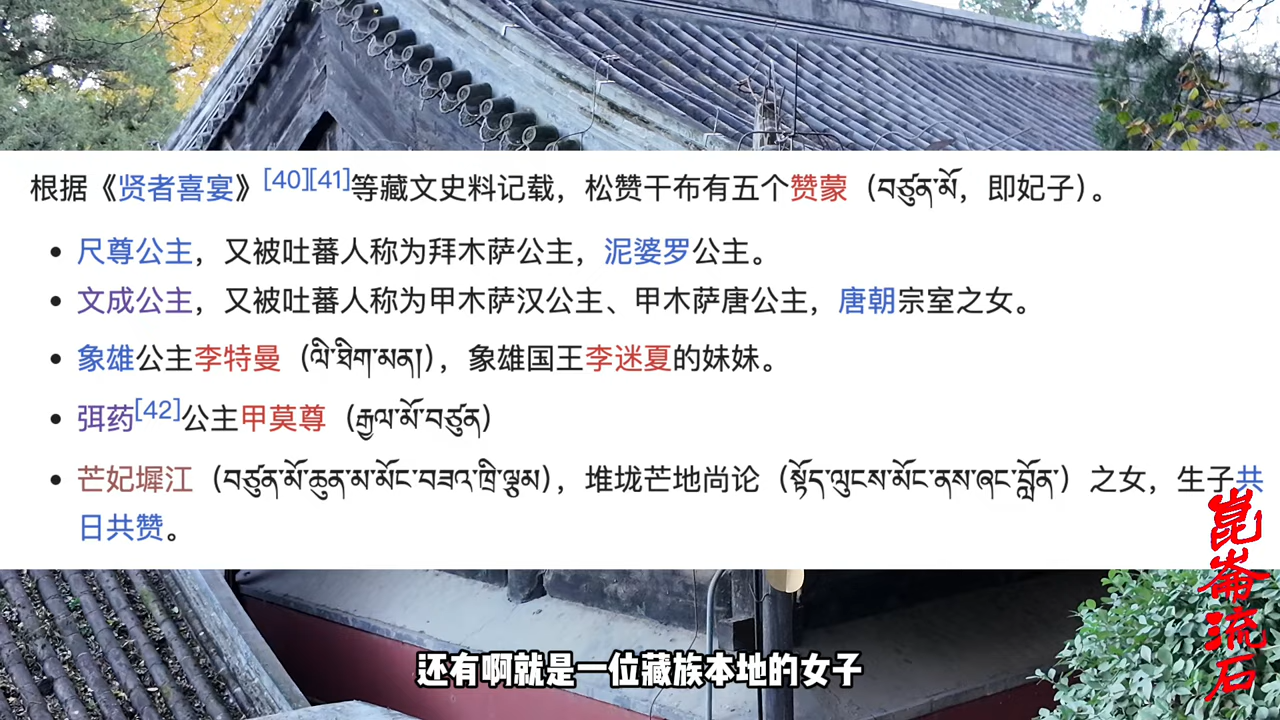 根据《贤者喜宴》[40][41]等藏文史料记载，松赞干布有五个赞蒙（བཙུན་མོ，即妃子）。
• 尺尊公主，又被吐蕃人称为拜木萨公主，泥婆罗公主。
• 文成公主，又被吐蕃人称为甲木萨汉公主、甲木萨唐公主，唐朝宗室之女。
• 象雄公主李特曼（ལི་ཐིག་མན།），象雄国王李迷夏的妹妹。
• 弭药[42]公主甲莫尊（རྒྱལ་མོ་བཙུན）
• 芒妃墀江（བཙུན་མོ་ཆུན་མ་མོང་བཟའ་ཁྲི་ལྕམ），堆垅芒地尚论（སྟོད་ལུངས་མོང་ནས་ཞང་བློན་）之女，生子共
日共赞。
崑崙流石
还有啊就是一位藏族本地的女子